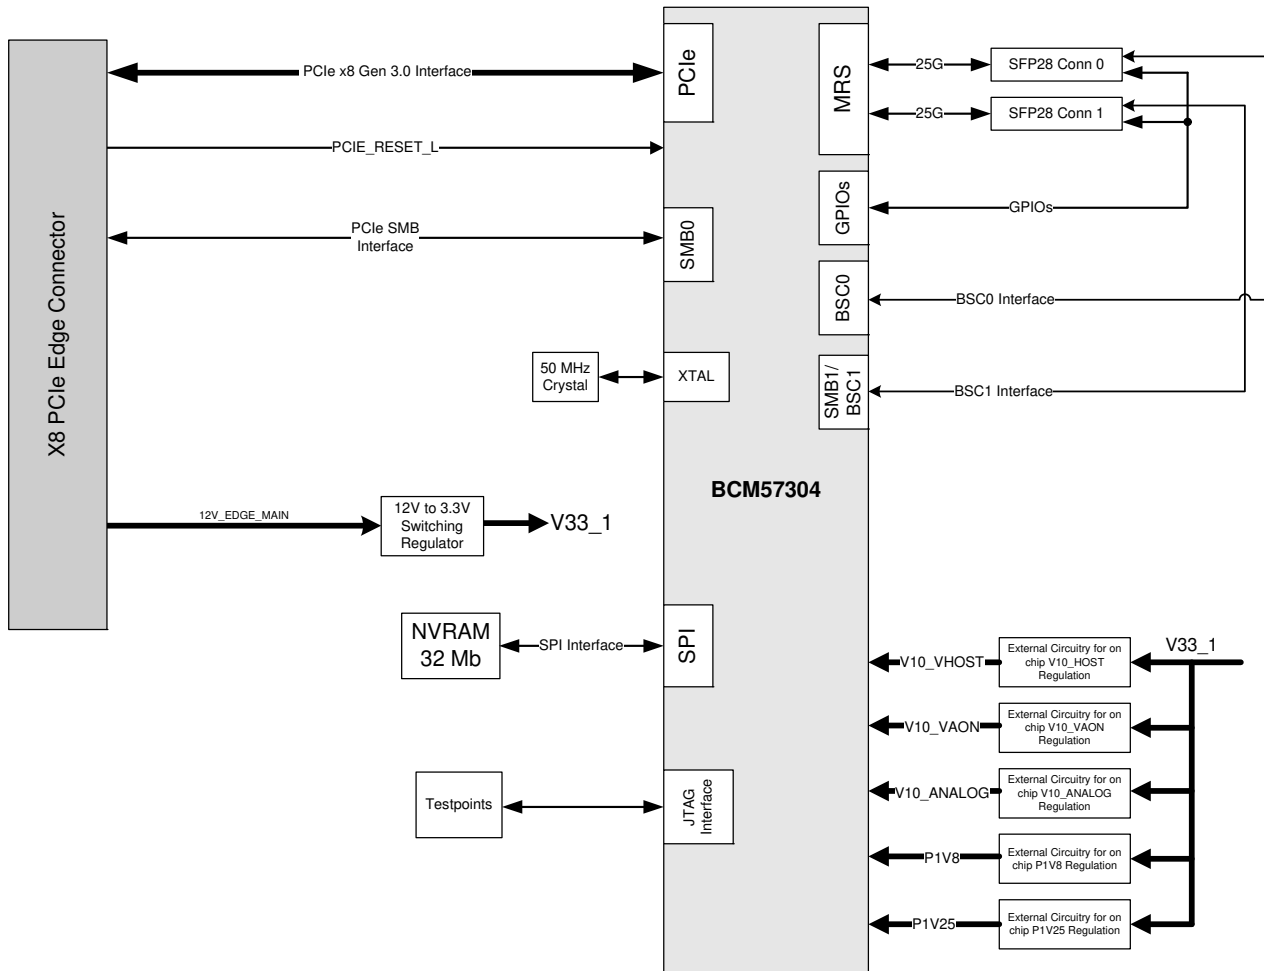 X8 PCIe Edge Connector
PCIe x8 Gen 3.0 Interface
PCIE_RESET_L
PCIe SMB
Interface
50 MHz
Crystal
12V_EDGE_MAIN
12V to 3.3V
Switching
Regulator
V33_1
NVRAM
32 Mb
SPI Interface
Testpoints
PCIe
SMB0
XTAL
SPI
JTAG
Interface
BCM57304
MRS
GPIOs
BSC0
SMB1/
BSC1
25G
SFP28 Conn 0
25G
SFP28 Conn 1
GPIOs
BSC0 Interface
BSC1 Interface
V33_1
V10_VHOST
External Circuitry for on
chip V10_HOST
Regulation
V10_VAON
External Circuitry for on
chip V10_VAON
Regulation
V10_ANALOG
External Circuitry for on
chip V10_ANALOG
Regulation
P1V8
External Circuitry for on
chip P1V8 Regulation
P1V25
External Circuitry for on
chip P1V25 Regulation